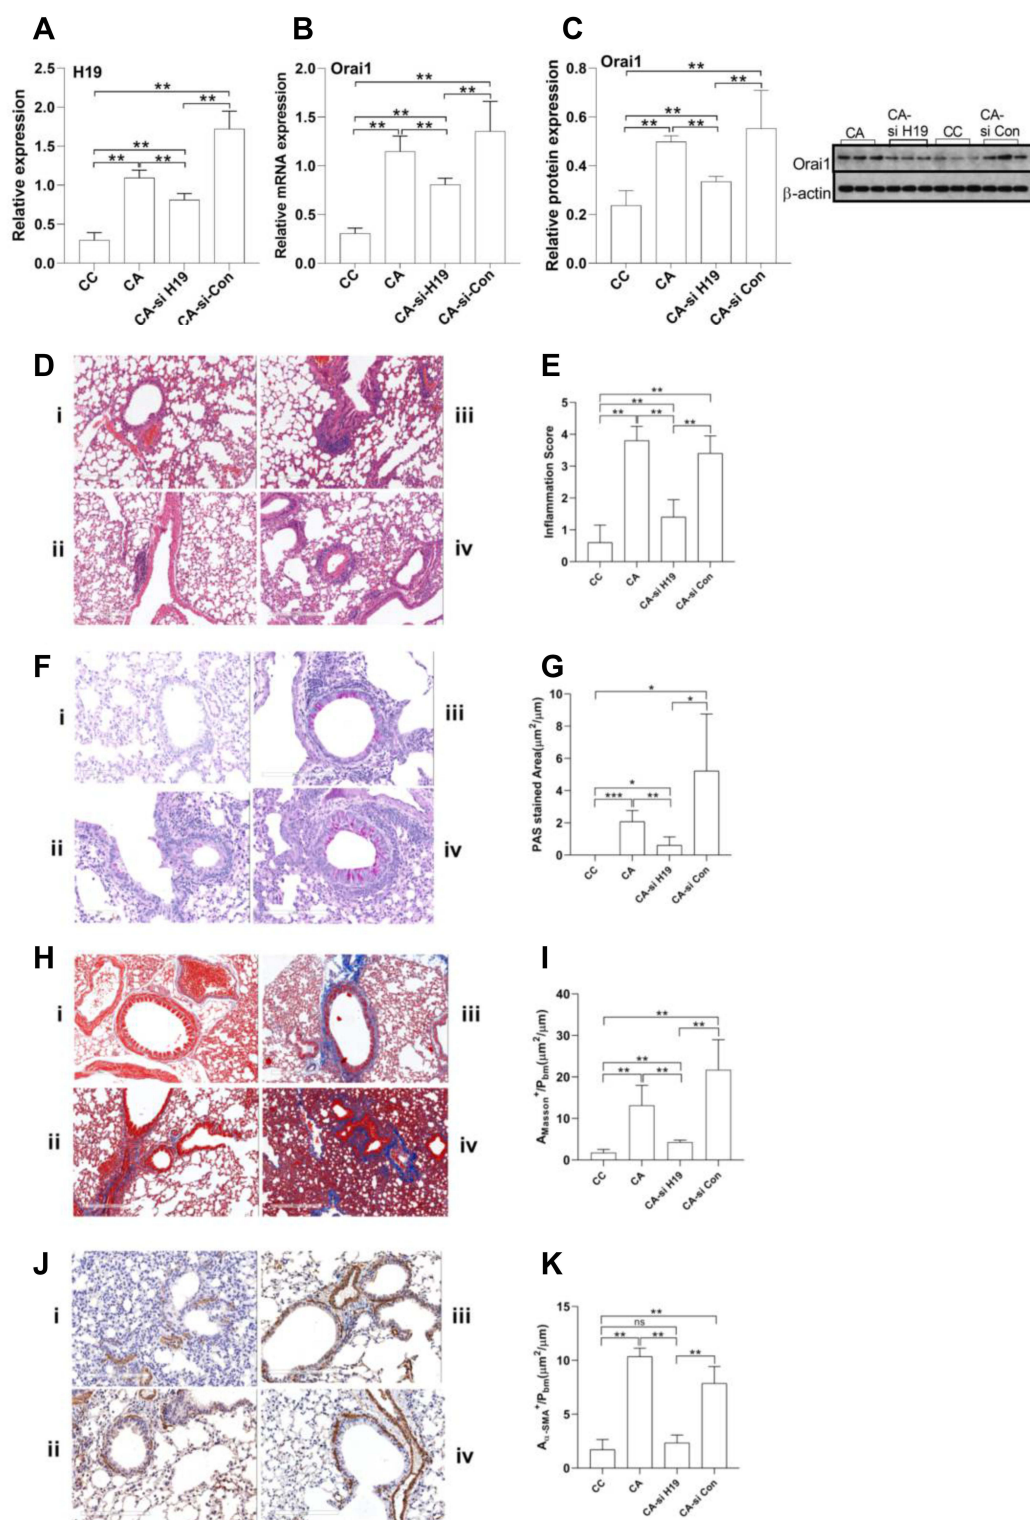 A
H19
Relative expression
2.5
2.0
1.5
1.0
0.5
0.0
**
**
**
**
**
CC
CA
CA-si H19
CA-si-Con
B
Orai1
Relative mRNA expression
2.0
1.5
1.0
0.5
0.0
**
**
**
**
**
CC
CA
CA-si-H19
CA-si-Con
C
Orai1
Relative protein expression
0.8
0.6
0.4
0.2
0.0
**
**
**
**
**
CC
CA
CA-si H19
CA-si Con
CA
CA-
si H19
CC
CA-
si Con
Orai1
β-actin
D
i
iii
ii
iv
E
Inflammation Score
5
4
3
2
1
0
**
**
**
**
**
CC
CA
CA-si H19
CA-si Con
F
i
iii
ii
iv
G
PAS stained Area(μm²/μm)
10
8
6
4
2
0
*
*
*
***
**
CC
CA
CA-si H19
CA-si Con
H
i
iii
ii
iv
I
AMasson⁺/Pbm(μm²/μm)
40
30
20
10
0
**
**
**
**
**
CC
CA
CA-si H19
CA-si Con
J
i
iii
ii
iv
K
Aα-SMA⁺/Pbm(μm²/μm)
15
10
5
0
**
ns
**
**
**
CC
CA
CA-si H19
CA-si Con